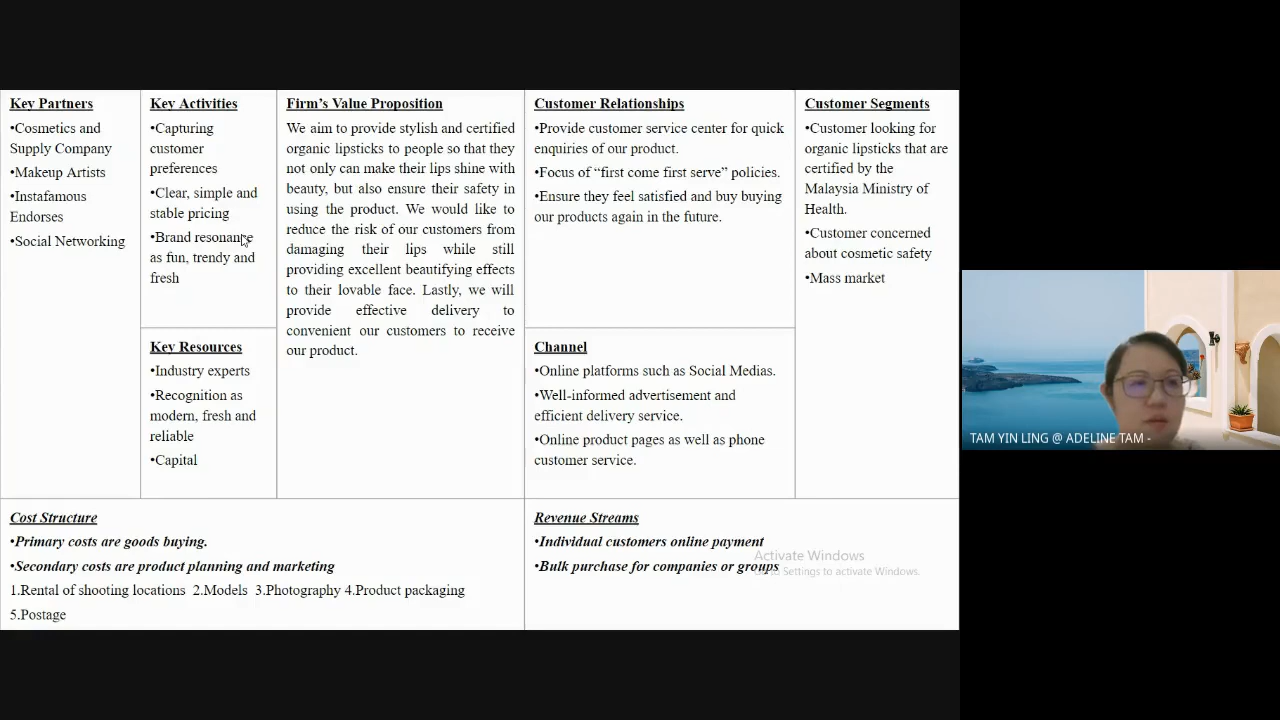 Key Partners
•Cosmetics and
Supply Company
•Makeup Artists
•Instafamous
Endorses
•Social Networking
Key Activities
•Capturing
customer
preferences
•Clear, simple and
stable pricing
•Brand resonance
as fun, trendy and
fresh
Key Resources
•Industry experts
•Recognition as
modern, fresh and
reliable
•Capital
Firm's Value Proposition
We aim to provide stylish and certified
organic lipsticks to people so that they
not only can make their lips shine with
beauty, but also ensure their safety in
using the product. We would like to
reduce the risk of our customers from
damaging their lips while still
providing excellent beautifying effects
to their lovable face. Lastly, we will
provide effective delivery to
convenient our customers to receive
our product.
Customer Relationships
•Provide customer service center for quick
enquiries of our product.
•Focus of “first come first serve” policies.
•Ensure they feel satisfied and buy buying
our products again in the future.
Channel
•Online platforms such as Social Medias.
•Well-informed advertisement and
efficient delivery service.
•Online product pages as well as phone
customer service.
Customer Segments
•Customer looking for
organic lipsticks that are
certified by the
Malaysia Ministry of
Health.
•Customer concerned
about cosmetic safety
•Mass market
Cost Structure
•Primary costs are goods buying.
•Secondary costs are product planning and marketing
1.Rental of shooting locations 2.Models 3.Photography 4.Product packaging
5.Postage
Revenue Streams
•Individual customers online payment
•Bulk purchase for companies or groups
Activate Windows
Go to Settings to activate Windows.
TAM YIN LING @ ADELINE TAM -